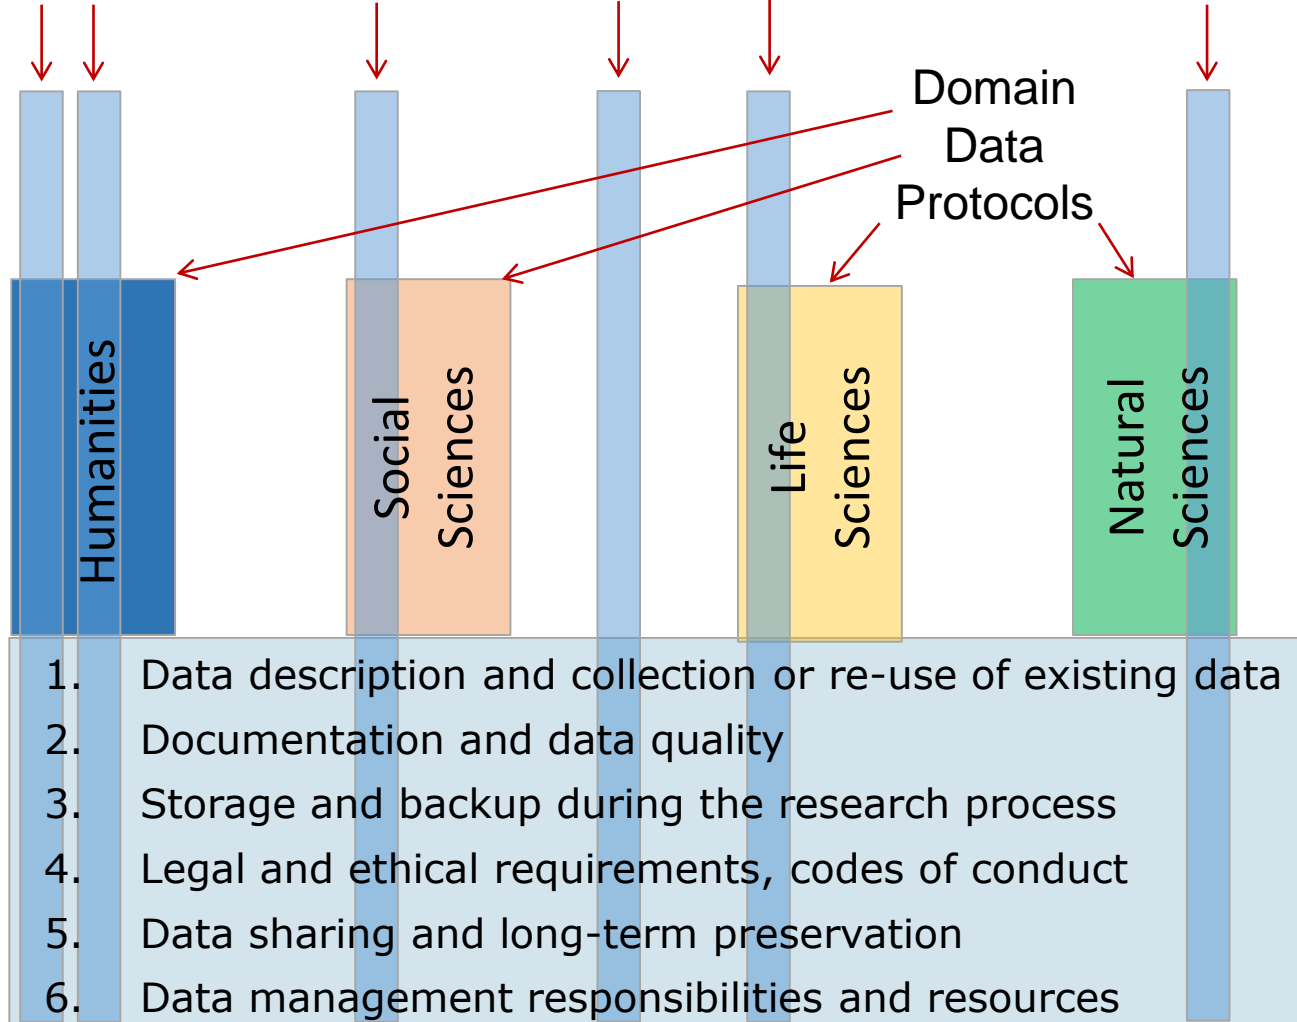 Domain
Data
Protocols
Humanities
Social
Sciences
Life
Sciences
Natural
Sciences
1. Data description and collection or re-use of existing data
2. Documentation and data quality
3. Storage and backup during the research process
4. Legal and ethical requirements, codes of conduct
5. Data sharing and long-term preservation
6. Data management responsibilities and resources